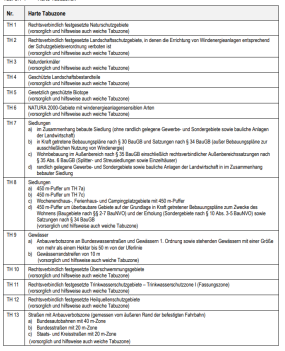 Nr. Harte Tabuzone
TH 1 Rechtsverbindlich festgesetzte Naturschutzgebiete
(vorsorglich und hilfsweise auch weiche Tabuzone)
TH 2 Rechtsverbindlich festgesetzte Landschaftsschutzgebiete, in denen die Errichtung von Windenergieanlagen entsprechend
der Schutzgebietsverordnung verboten ist
(vorsorglich und hilfsweise auch weiche Tabuzone)
TH 3 Naturdenkmäler
(vorsorglich und hilfsweise auch weiche Tabuzone)
TH 4 Geschützte Landschaftsbestandteile
(vorsorglich und hilfsweise auch weiche Tabuzone)
TH 5 Gesetzlich geschützte Biotope
(vorsorglich und hilfsweise auch weiche Tabuzone)
TH 6 NATURA 2000-Gebiete mit windenergieanlagensensiblen Arten
(vorsorglich und hilfsweise auch weiche Tabuzone)
TH 7 Siedlungen
a) im Zusammenhang bebaute Siedlung (ohne randlich gelegene Gewerbe- und Sondergebiete sowie bauliche Anlagen
der Landwirtschaft)
b) in Kraft getretene Bebauungspläne nach § 30 BauGB und Satzungen nach § 34 BauGB (außer Bebauungspläne zur
ausschließlichen Nutzung von Windenergie)
c) Wohnbebauung im Außenbereich nach § 35 BauGB einschließlich rechtsverbindlicher Außenbereichssatzungen nach
§ 35 Abs. 6 BauGB (Splitter- und Streusiedlungen sowie Einzelhäuser)
d) randlich gelegene Gewerbe- und Sondergebiete sowie bauliche Anlagen der Landwirtschaft im Zusammenhang
bebauter Siedlung
TH 8 Siedlungen
a) 450 m-Puffer um TH 7a)
b) 450 m-Puffer um TH 7c)
c) Wochenendhaus-, Ferienhaus- und Campingplatzgebiete mit 450 m-Puffer
d) 450 m-Puffer um überbaubare Gebiete auf der Grundlage in Kraft getretener Bebauungspläne zum Zwecke des
Wohnens (Baugebiete nach §§ 2-7 BauNVO) und der Erholung (Sondergebiete nach § 10 Abs. 3-5 BauNVO) sowie
Satzungen nach § 34 BauGB
(vorsorglich und hilfsweise auch weiche Tabuzone)
TH 9 Gewässer
a) Anbauverbotszone an Bundeswasserstraßen und Gewässern 1. Ordnung sowie stehenden Gewässern mit einer Größe
von mehr als einem Hektar bis 50 m von der Uferlinie
b) Gewässerrandstreifen von 10 m
(vorsorglich und hilfsweise auch weiche Tabuzone)
TH 10 Rechtsverbindlich festgesetzte Überschwemmungsgebiete
(vorsorglich und hilfsweise auch weiche Tabuzone)
TH 11 Rechtsverbindlich festgesetzte Trinkwasserschutzgebiete – Trinkwasserschutzzone I (Fassungszone)
(vorsorglich und hilfsweise auch weiche Tabuzone)
TH 12 Rechtsverbindlich festgesetzte Heilquellenschutzgebiete
(vorsorglich und hilfsweise auch weiche Tabuzone)
TH 13 Straßen mit Anbauverbotszone (gemessen vom äußeren Rand der befestigten Fahrbahn)
a) Bundesautobahnen mit 40 m-Zone
b) Bundesstraßen mit 20 m-Zone
c) Staats- und Kreisstraßen mit 20 m-Zone
(vorsorglich und hilfsweise auch weiche Tabuzone)